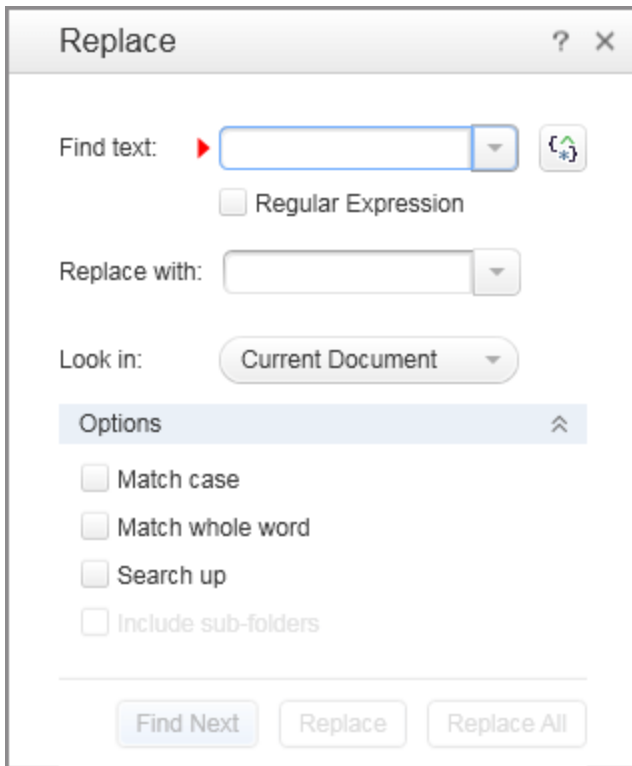 Replace ?
Find text:
Regular Expression
Replace with:
Look in: Current Document
Options
Match case
Match whole word
Search up
Include sub-folders
Find Next Replace Replace All